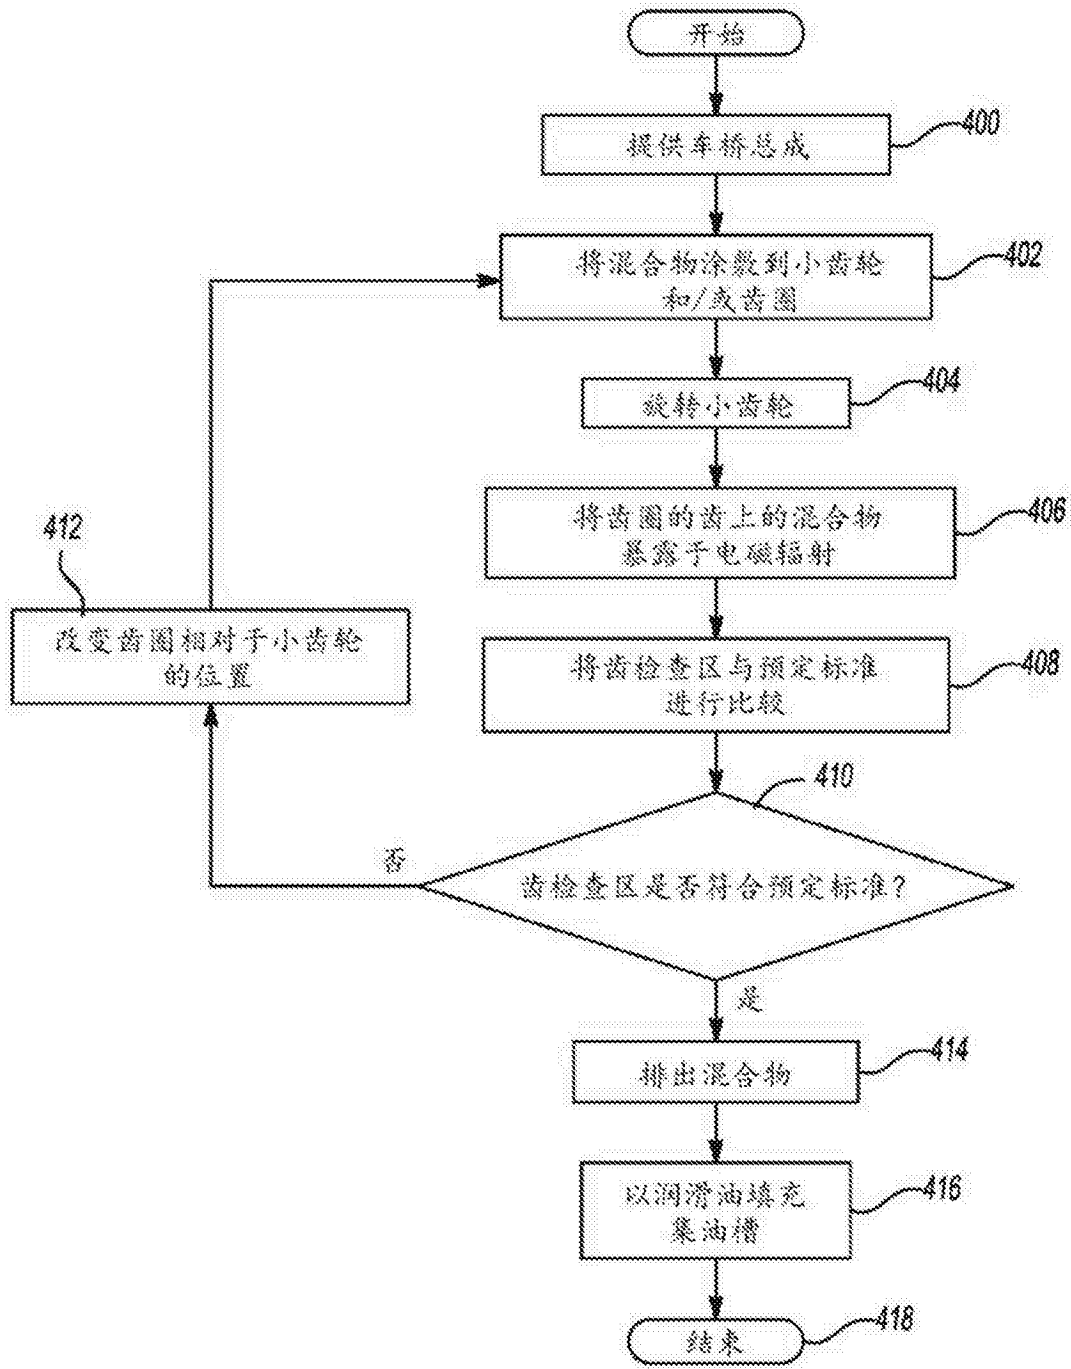 开始
提供车桥总成
400
将混合物涂敷到小齿轮
和/或齿圈
402
旋转小齿轮
404
将齿圈的齿上的混合物
暴露于电磁辐射
406
412
改变齿圈相对于小齿轮
的位置
将齿检查区与预定标准
进行比较
408
410
否
齿检查区是否符合预定标准?
是
排出混合物
414
以润滑油填充
集油槽
416
结束
418